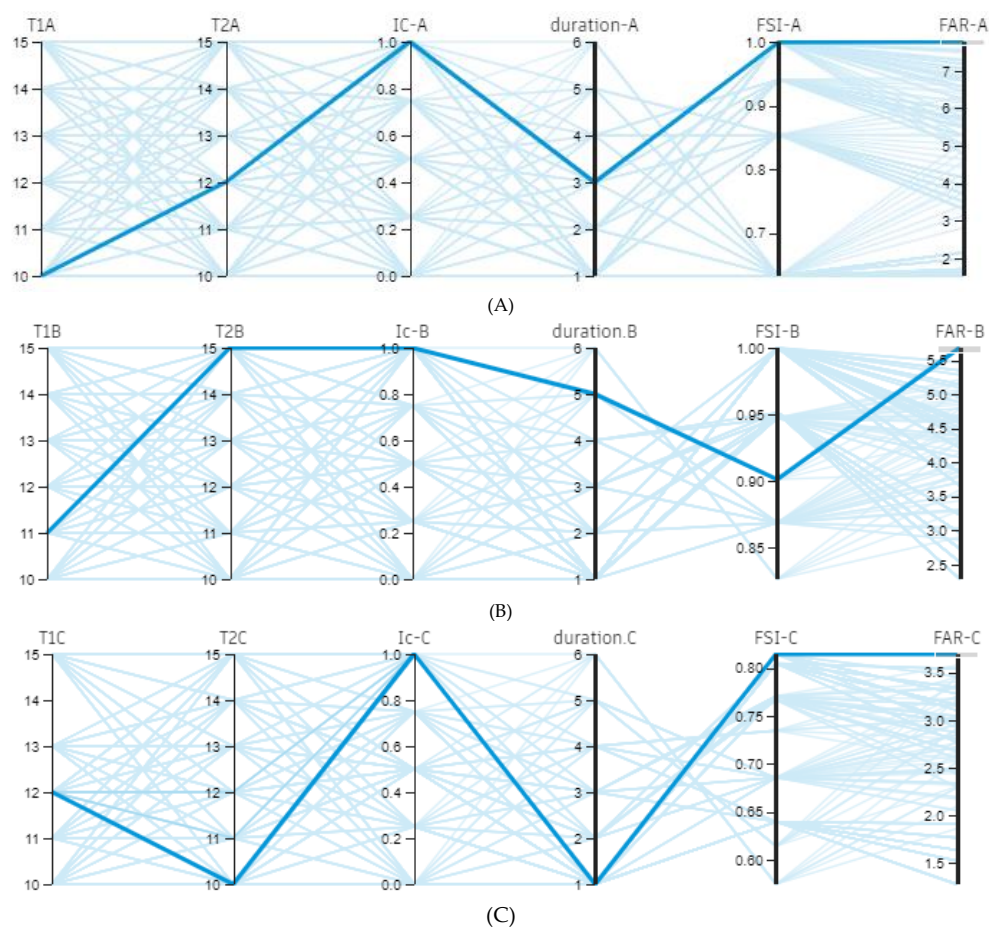 T1A T2A IC-A duration-A FSI-A FAR-A
15 15 1.0 6 1.0
7
14 14 0.8 5 0.9 6
13 13 0.6 4 5
12 12 0.4 3 0.8 4
11 11 0.2 2 0.7 3
2
10 10 0.0 1
(A)
T1B T2B Ic-B duration.B FSI-B FAR-B
15 15 1.0 6 1.00 5.5
14 14 0.8 5 0.95 5.0
4.5
13 13 0.6 4 4.0
12 12 0.4 3 0.90 3.5
11 11 0.2 2 0.85 3.0
2.5
10 10 0.0 1
(B)
T1C T2C Ic-C duration.C FSI-C FAR-C
15 15 1.0 6 0.80 3.5
14 14 0.8 5 0.75 3.0
13 13 0.6 4 0.70 2.5
12 12 0.4 3 0.65 2.0
11 11 0.2 2 0.60 1.5
10 10 0.0 1
(C)